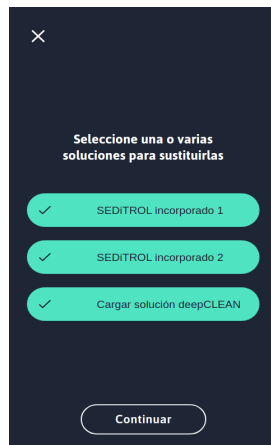 Seleccione una o varias
soluciones para sustituirlas
SEDiTROL incorporado 1
SEDiTROL incorporado 2
Cargar solución deepCLEAN
Continuar